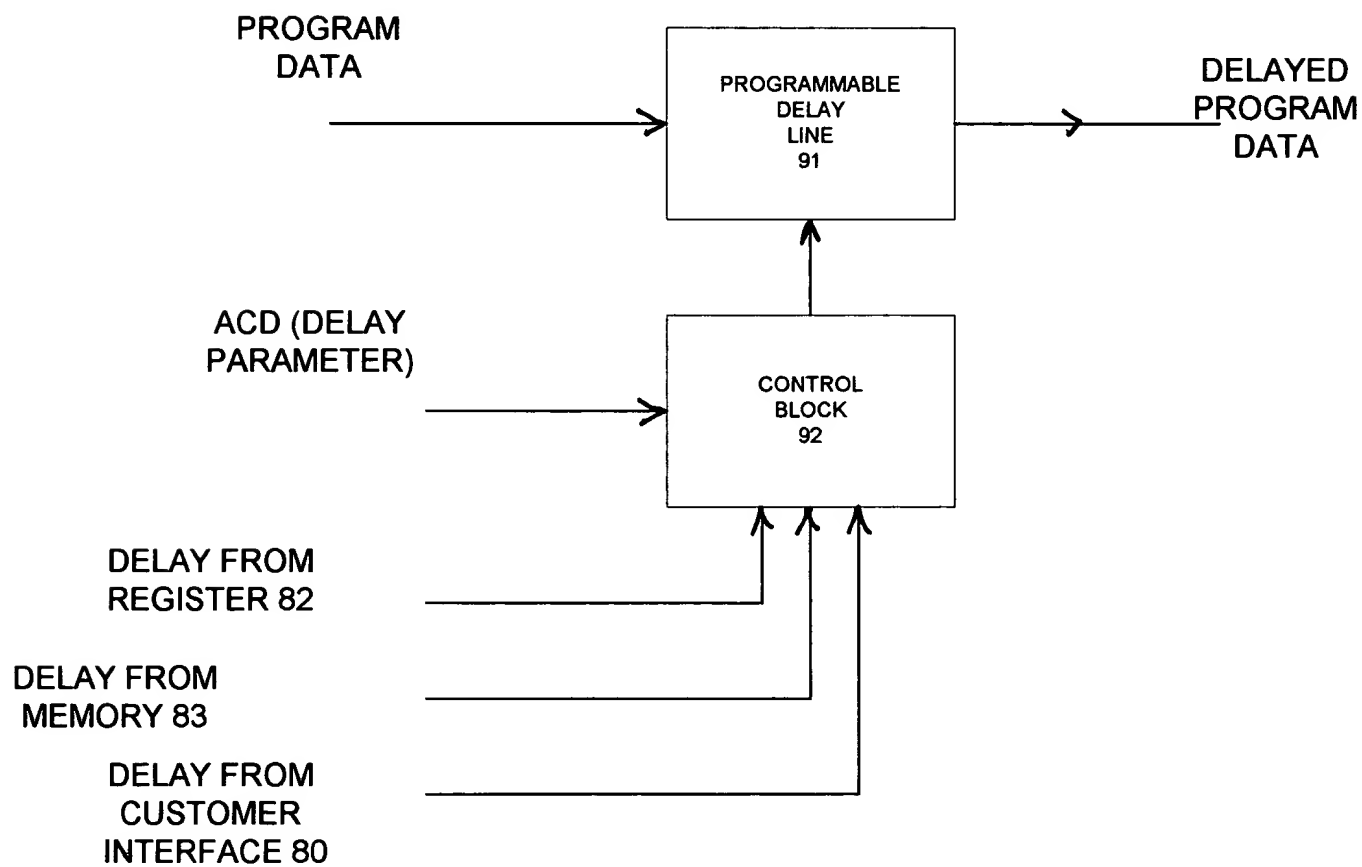 PROGRAM
DATA
PROGRAMMABLE
DELAY
LINE
91
DELAYED
PROGRAM
DATA
ACD (DELAY
PARAMETER)
CONTROL
BLOCK
92
DELAY FROM
REGISTER 82
DELAY FROM
MEMORY 83
DELAY FROM
CUSTOMER
INTERFACE 80